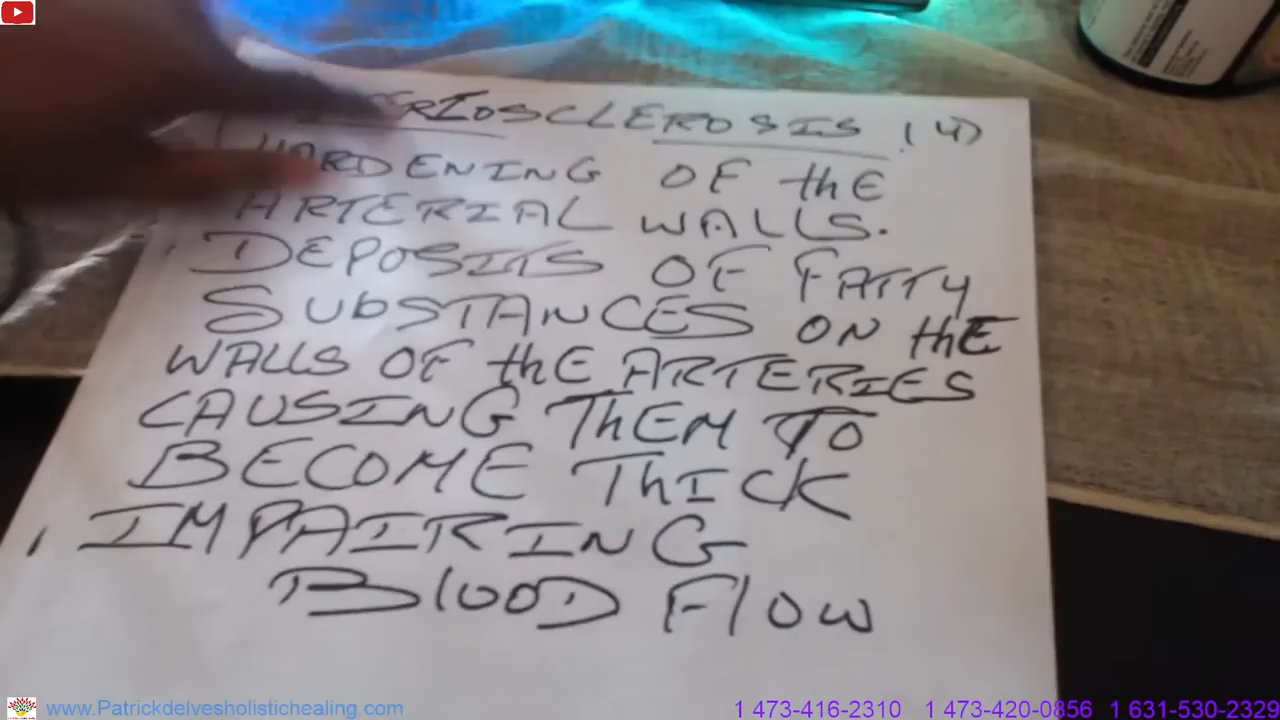 ARTERIOSCLEROSIS (4)
HARDENING OF thE
ARTERIAL WALLS.
DEPOSITS OF FATTY
SUbSTANCES ON thE
WALLS OF thE ARTERIES
CAUSING ThEM TO
BECOME ThICK
IMPAIRING
BlOOD FlOW
www.Patrickdelvesholistichealing.com 1 473-416-2310 1 473-420-0856 1 631-530-2329